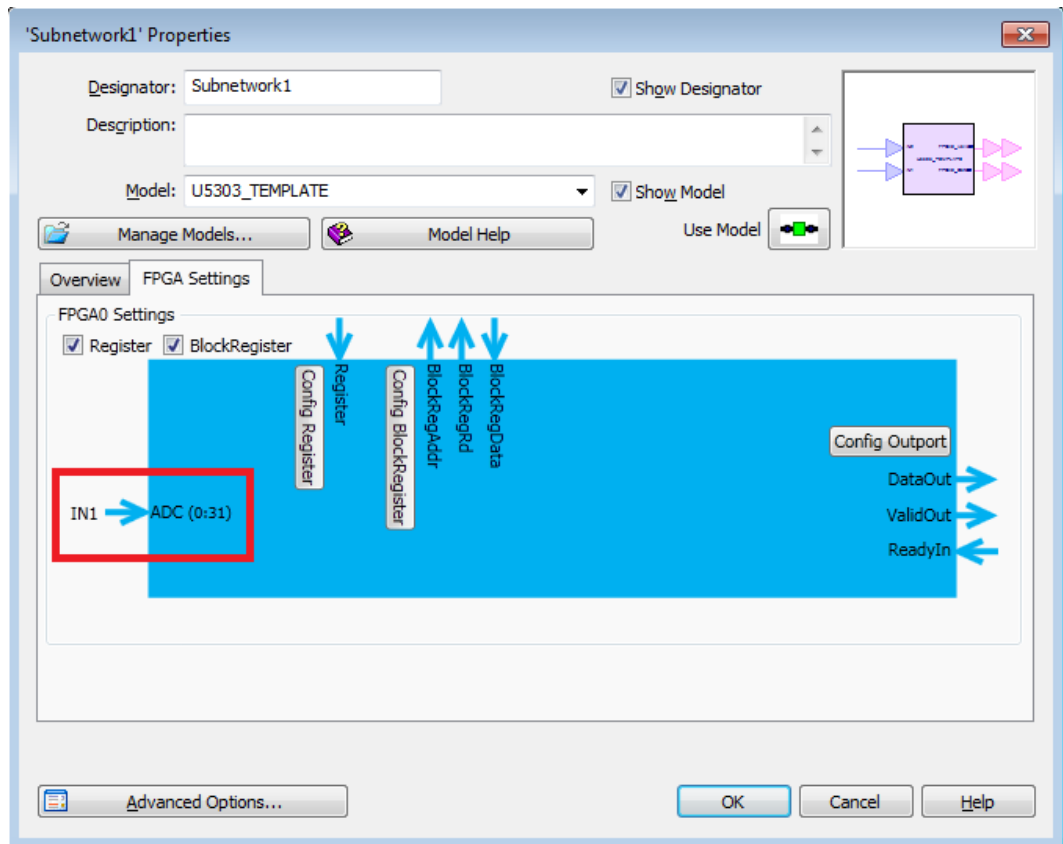 'Subnetwork1' Properties
Designator: Subnetwork1
Show Designator
Description:
Model: U5303_TEMPLATE
Show Model
Manage Models...
Model Help
Use Model
Overview
FPGA Settings
FPGA0 Settings
Register
BlockRegister
Config Register
Register
Config BlockRegister
BlockRegAddr
BlockRegRd
BlockRegData
Config Outport
DataOut
IN1
ADC (0:31)
ValidOut
ReadyIn
Advanced Options...
OK
Cancel
Help